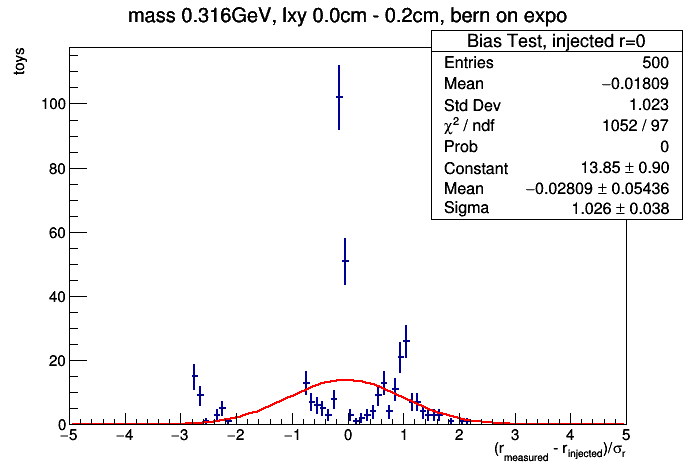 mass 0.316GeV, lxy 0.0cm - 0.2cm, bern on expo
Bias Test, injected r=0
Entries 500
Mean −0.01809
Std Dev 1.023
χ² / ndf 1052 / 97
Prob 0
Constant 13.85 ± 0.90
Mean −0.02809 ± 0.05436
Sigma 1.026 ± 0.038
toys
100
80
60
40
20
0
−5 −4 −3 −2 −1 0 1 2 3 4 5
(r_measured - r_injected)/σ_r